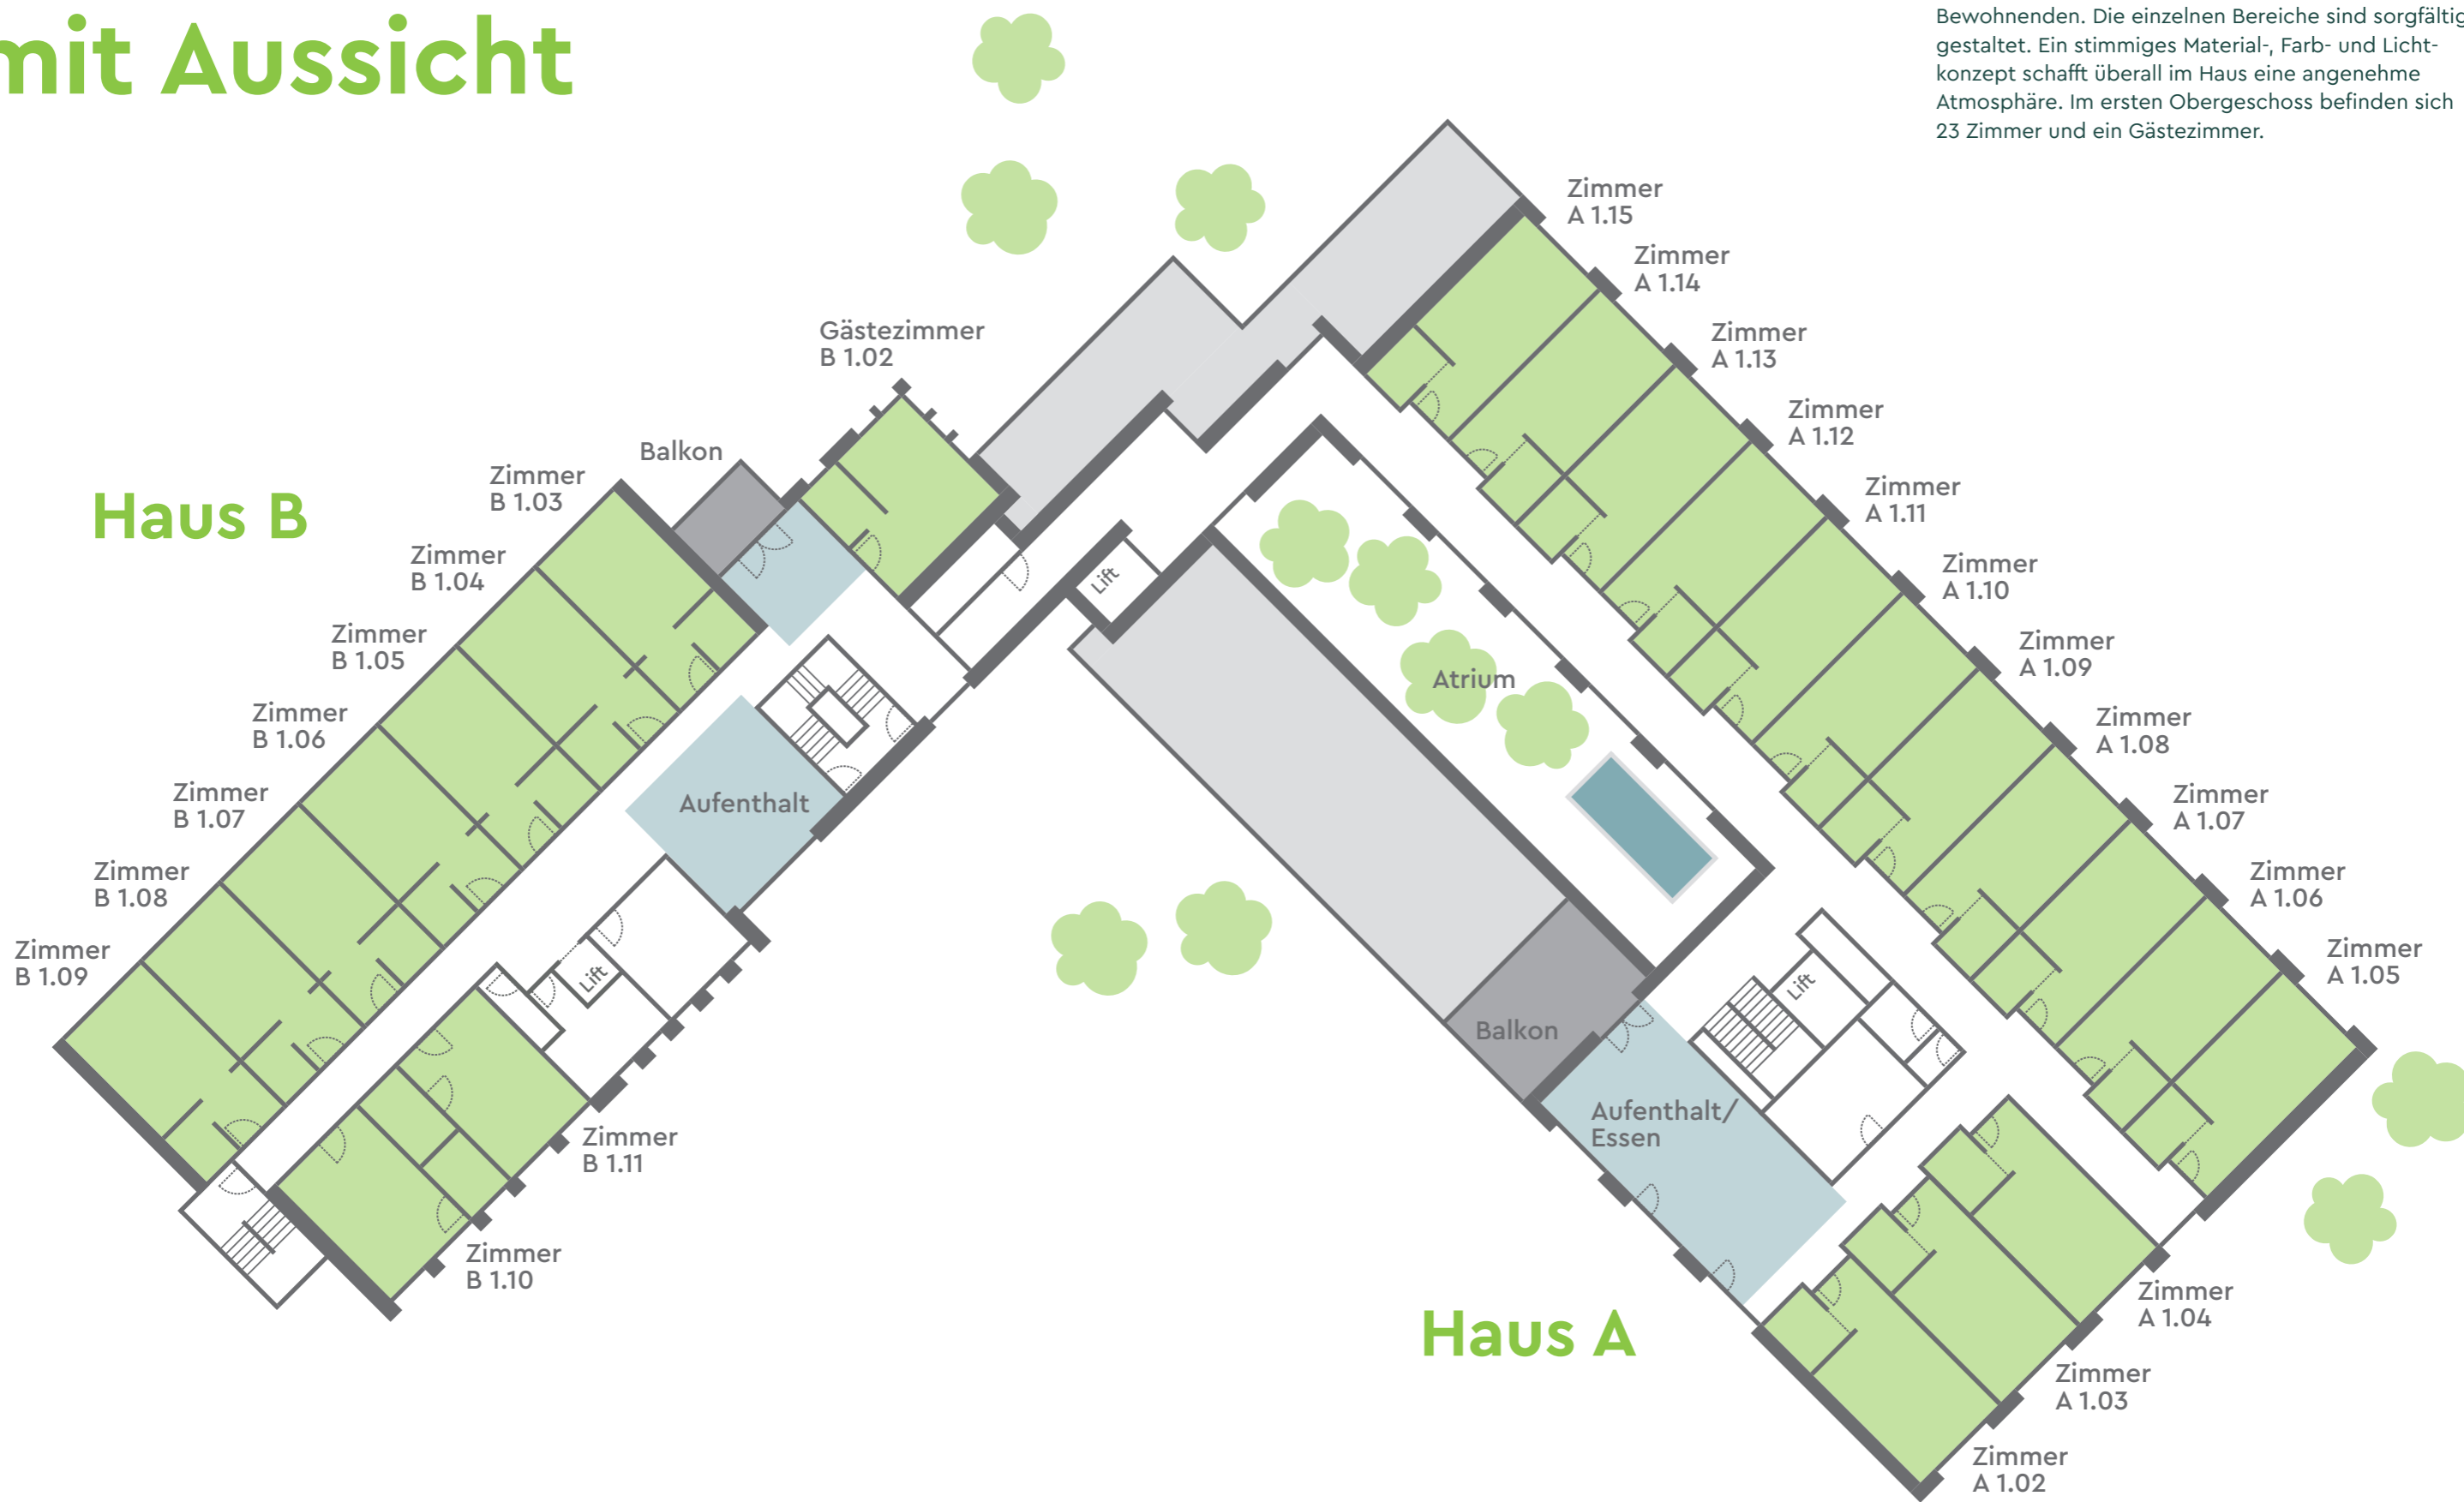 mit Aussicht
Bewohnenden. Die einzelnen Bereiche sind sorgfältig
gestaltet. Ein stimmiges Material-, Farb- und Licht-
konzept schafft überall im Haus eine angenehme
Atmosphäre. Im ersten Obergeschoss befinden sich
23 Zimmer und ein Gästezimmer.
Zimmer
A 1.15
Zimmer
A 1.14
Zimmer
A 1.13
Zimmer
A 1.12
Zimmer
A 1.11
Zimmer
A 1.10
Zimmer
A 1.09
Zimmer
A 1.08
Zimmer
A 1.07
Zimmer
A 1.06
Zimmer
A 1.05
Gästezimmer
B 1.02
Balkon
Haus B
Zimmer
B 1.03
Zimmer
B 1.04
Zimmer
B 1.05
Zimmer
B 1.06
Zimmer
B 1.07
Zimmer
B 1.08
Zimmer
B 1.09
Lift
Atrium
Aufenthalt
Lift
Lift
Balkon
Aufenthalt/
Essen
Zimmer
B 1.11
Zimmer
B 1.10
Haus A
Zimmer
A 1.04
Zimmer
A 1.03
Zimmer
A 1.02